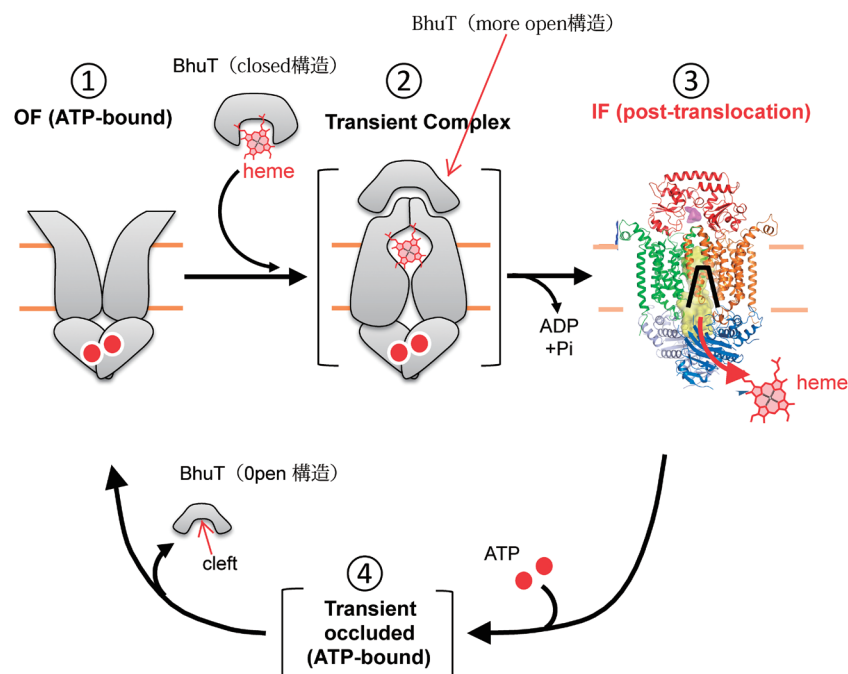 BhuT（more open構造）
BhuT（closed構造）
①
OF (ATP-bound)
②
Transient Complex
③
IF (post-translocation)
heme
ADP
+Pi
heme
BhuT（0pen 構造）
cleft
ATP
④
Transient
occluded
(ATP-bound)